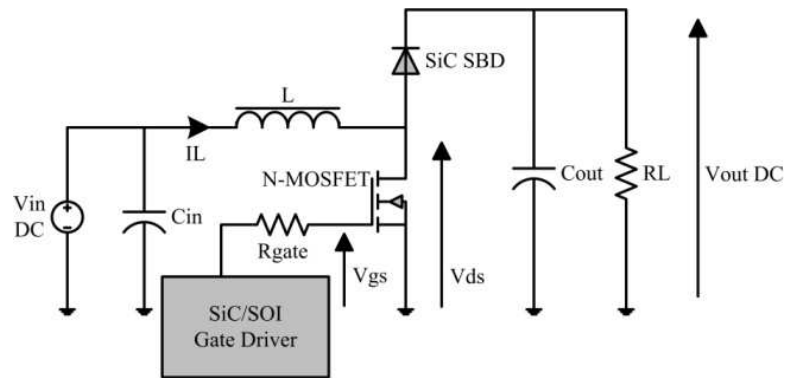 SiC SBD
L
IL
N-MOSFET
Vin
DC
Cin
Rgate
Vgs
Vds
Cout
RL
Vout DC
SiC/SOI
Gate Driver